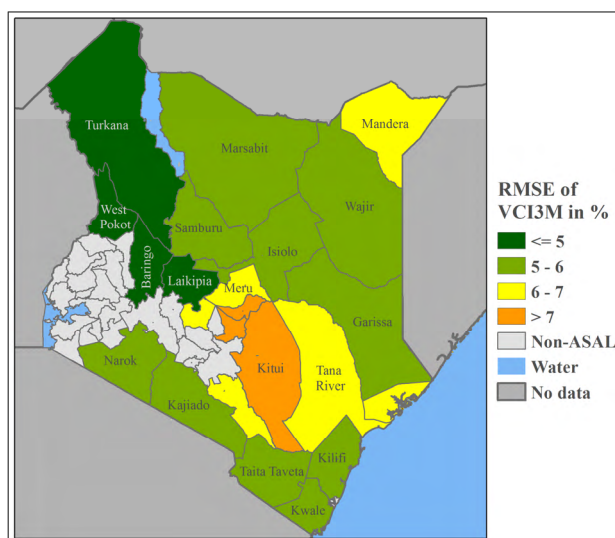 Turkana
Marsabit
Mandera
Wajir
West
Pokot
Samburu
Baringo
Laikipia
Isiolo
Meru
Garissa
Narok
Kitui
Tana
River
Kajiado
Taita Taveta
Kilifi
Kwale
RMSE of
VCI3M in %
<= 5
5 - 6
6 - 7
> 7
Non-ASAL
Water
No data